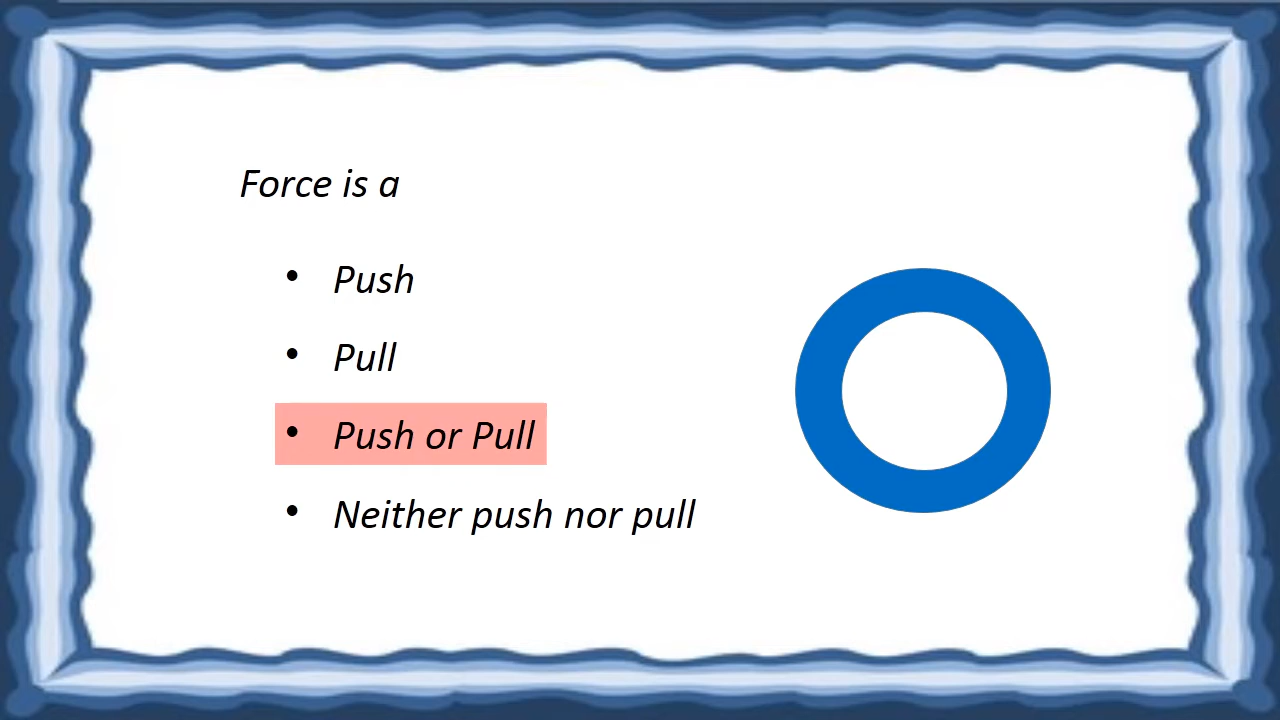 Force is a
• Push
• Pull
• Push or Pull
• Neither push nor pull